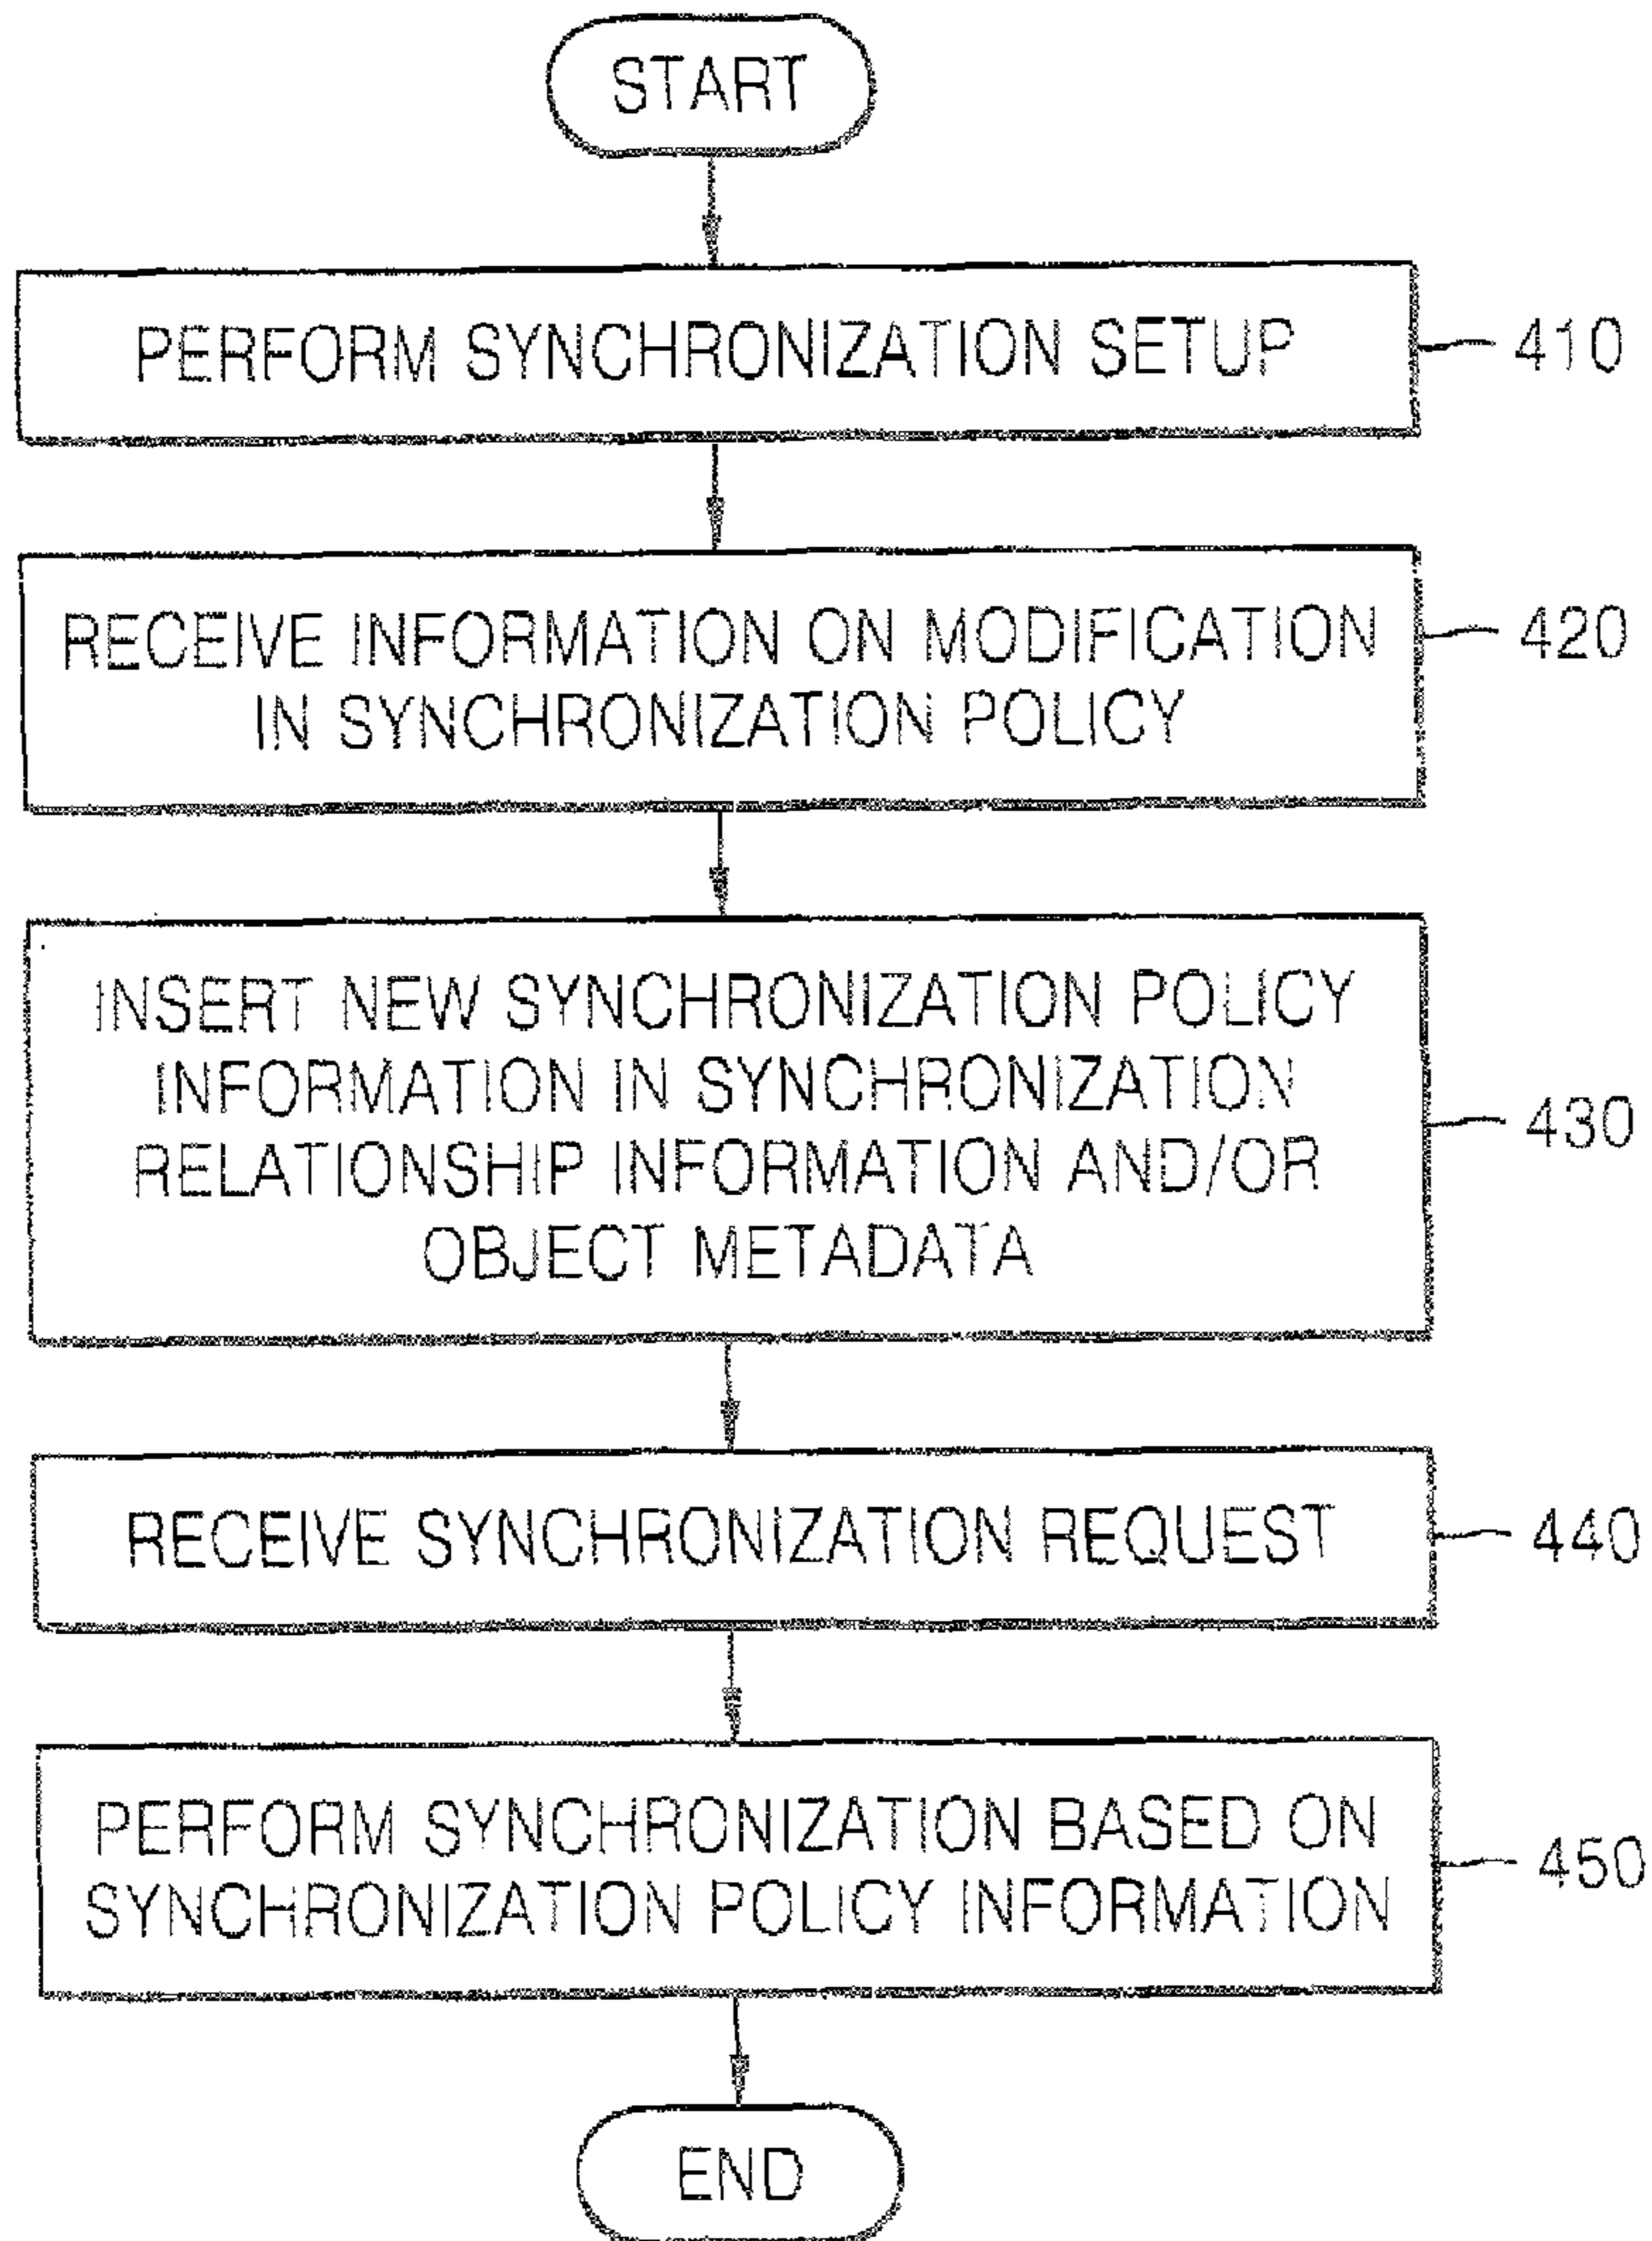 START
PERFORM SYNCHRONIZATION SETUP
410
RECEIVE INFORMATION ON MODIFICATION
IN SYNCHRONIZATION POLICY
420
INSERT NEW SYNCHRONIZATION POLICY
INFORMATION IN SYNCHRONIZATION
RELATIONSHIP INFORMATION AND/OR
OBJECT METADATA
430
RECEIVE SYNCHRONIZATION REQUEST
440
PERFORM SYNCHRONIZATION BASED ON
SYNCHRONIZATION POLICY INFORMATION
450
END